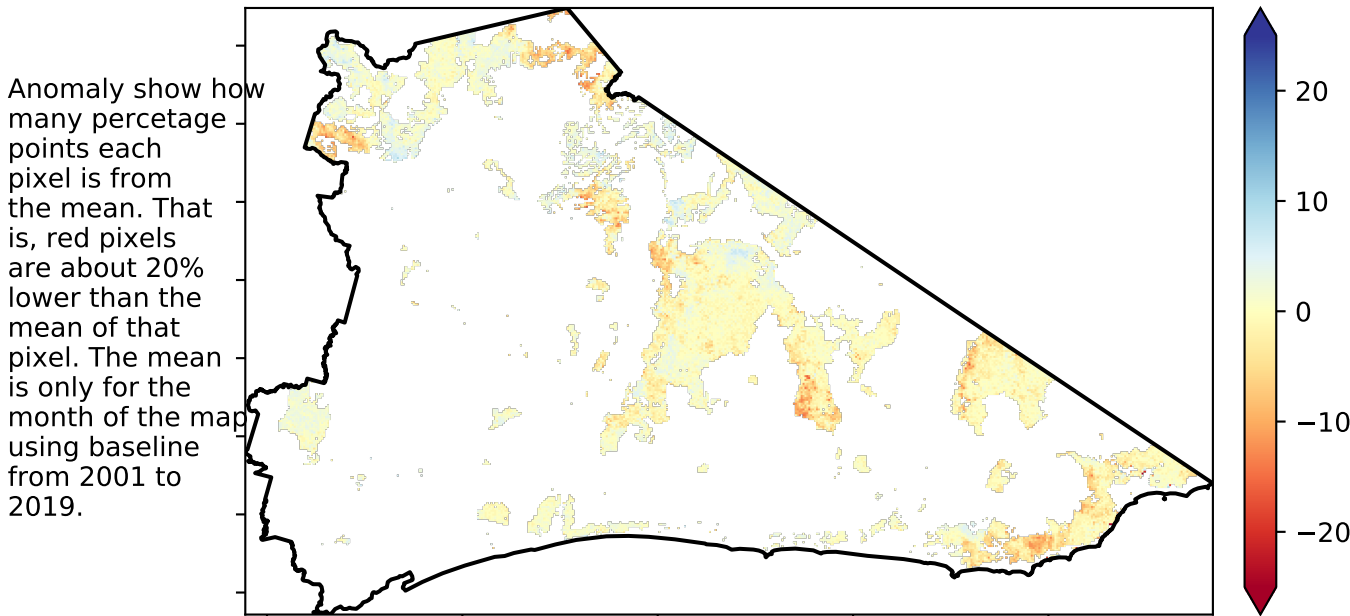 Anomaly show how
many percetage
points each
pixel is from
the mean. That
is, red pixels
are about 20%
lower than the
mean of that
pixel. The mean
is only for the
month of the map
using baseline
from 2001 to
2019.
20
10
0
−10
−20